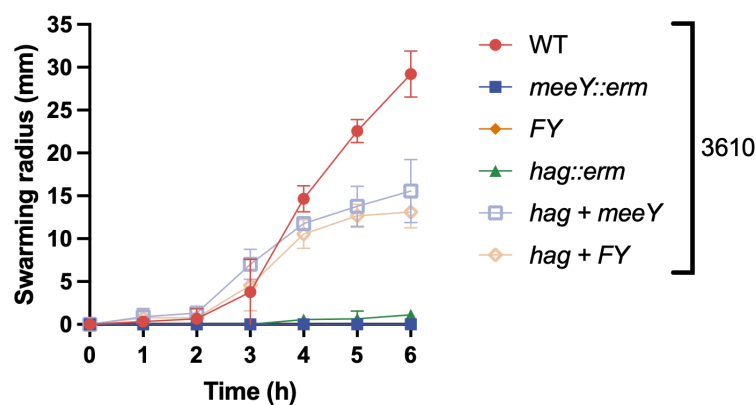 35
30
25
20
15
10
5
0
Swarming radius (mm)
0 1 2 3 4 5 6
Time (h)
WT
meeY::erm
FY
hag::erm
hag + meeY
hag + FY
3610